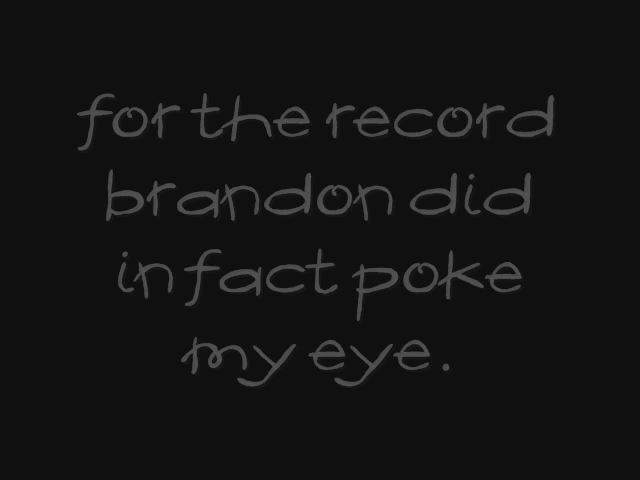 for the record
brandon did
in fact poke
my eye.